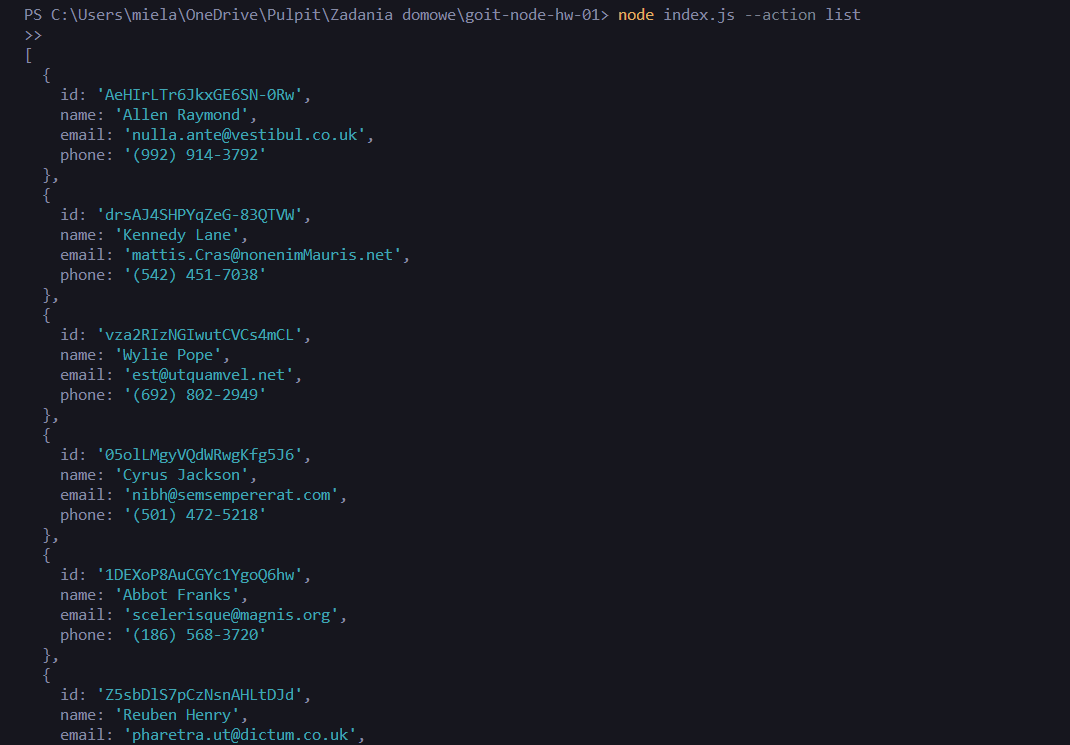 PS C:\Users\miela\OneDrive\Pulpit\Zadania domowe\goit-node-hw-01> node index.js --action list
>>
[
  {
    id: 'AeHIrLTr6JkxGE6SN-0Rw',
    name: 'Allen Raymond',
    email: 'nulla.ante@vestibul.co.uk',
    phone: '(992) 914-3792'
  },
  {
    id: 'drsAJ4SHPYqZeG-83QTVW',
    name: 'Kennedy Lane',
    email: 'mattis.Cras@nonenimMauris.net',
    phone: '(542) 451-7038'
  },
  {
    id: 'vza2RIzNGIwutCVCs4mCL',
    name: 'Wylie Pope',
    email: 'est@utquamvel.net',
    phone: '(692) 802-2949'
  },
  {
    id: '05olLMgyVQdWRwgKfg5J6',
    name: 'Cyrus Jackson',
    email: 'nibh@semsempererat.com',
    phone: '(501) 472-5218'
  },
  {
    id: '1DEXoP8AuCGYc1YgoQ6hw',
    name: 'Abbot Franks',
    email: 'scelerisque@magnis.org',
    phone: '(186) 568-3720'
  },
  {
    id: 'Z5sbDlS7pCzNsnAHLtDJd',
    name: 'Reuben Henry',
    email: 'pharetra.ut@dictum.co.uk',